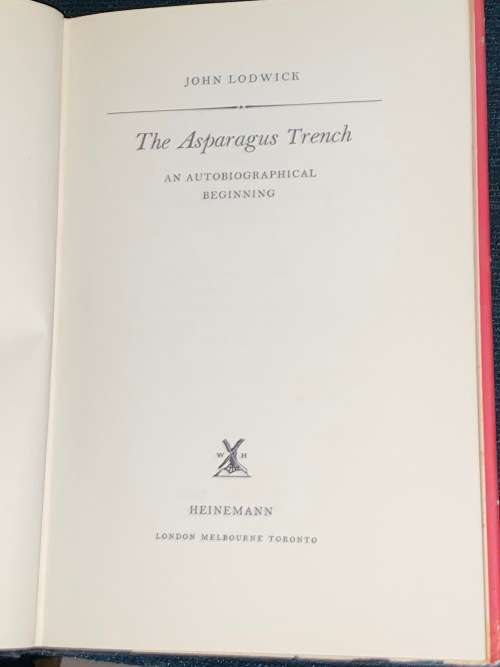 JOHN LODWICK
The Asparagus Trench
AN AUTOBIOGRAPHICAL
BEGINNING
W H
HEINEMANN
LONDON MELBOURNE TORONTO